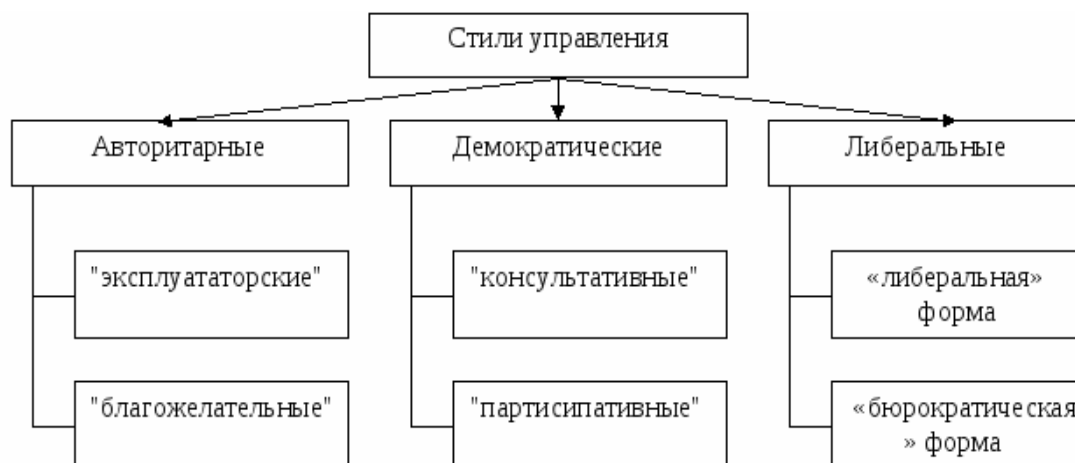 Стили управления
Авторитарные
Демократические
Либеральные
"эксплуататорские"
"консультативные"
«либеральная»
форма
"благожелательные"
"партисипативные"
«бюрократическая
» форма